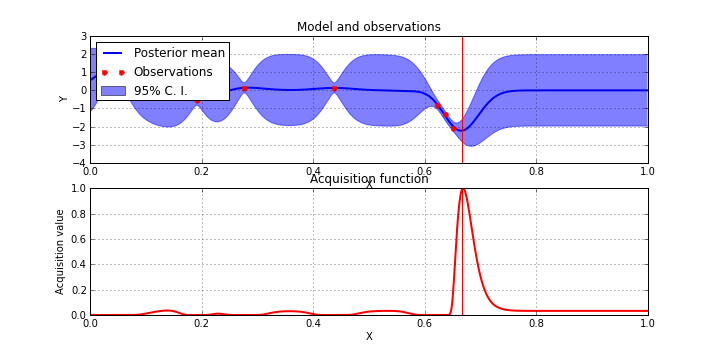 Model and observations
3
2
1
0
−1
−2
−3
−4
Y
Posterior mean
Observations
95% C. I.
0.0
0.2
0.4
0.6
0.8
1.0
X
Acquisition function
1.0
0.8
0.6
0.4
0.2
0.0
Acquisition value
0.0
0.2
0.4
0.6
0.8
1.0
X